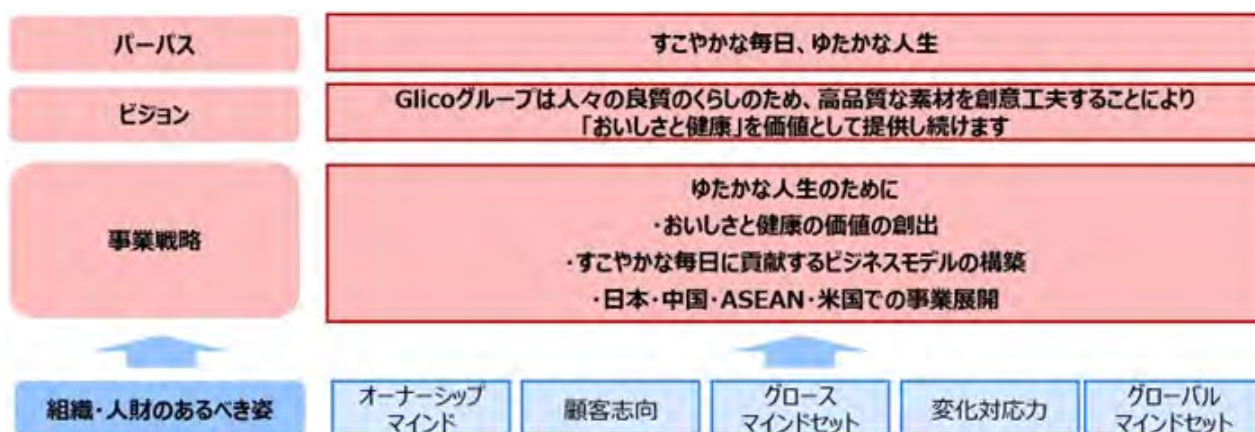 パーパス
すこやかな毎日、ゆたかな人生
ビジョン
Glicoグループは人々の良質のくらしのため、高品質な素材を創意工夫することにより
「おいしさと健康」を価値として提供し続けます
事業戦略
ゆたかな人生のために
・おいしさと健康の価値の創出
・すこやかな毎日に貢献するビジネスモデルの構築
・日本・中国・ASEAN・米国での事業展開
組織・人財のあるべき姿
オーナーシップ
マインド
顧客志向
グロース
マインドセット
変化対応力
グローバル
マインドセット